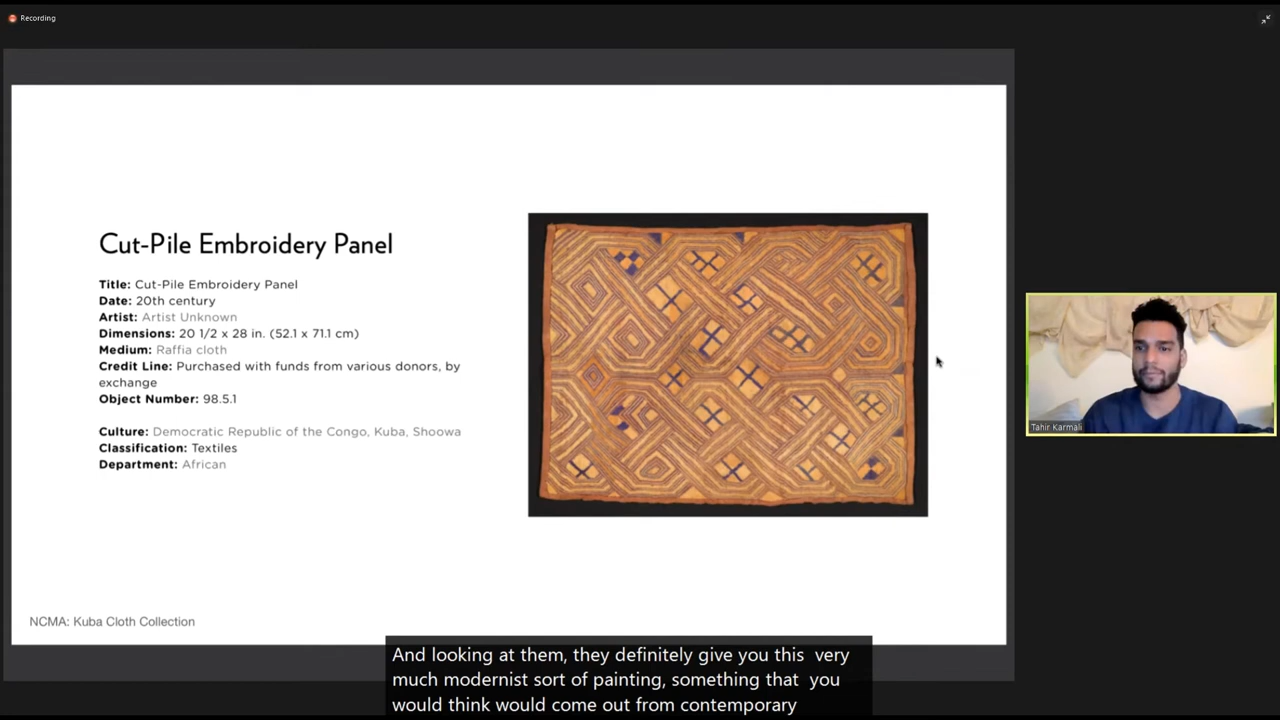 Recording
Cut-Pile Embroidery Panel
Title: Cut-Pile Embroidery Panel
Date: 20th century
Artist: Artist Unknown
Dimensions: 20 1/2 x 28 in. (52.1 x 71.1 cm)
Medium: Raffia cloth
Credit Line: Purchased with funds from various donors, by
exchange
Object Number: 98.5.1
Culture: Democratic Republic of the Congo, Kuba, Shoowa
Classification: Textiles
Department: African
Tahir Karmali
NCMA: Kuba Cloth Collection
And looking at them, they definitely give you this very
much modernist sort of painting, something that you
would think would come out from contemporary